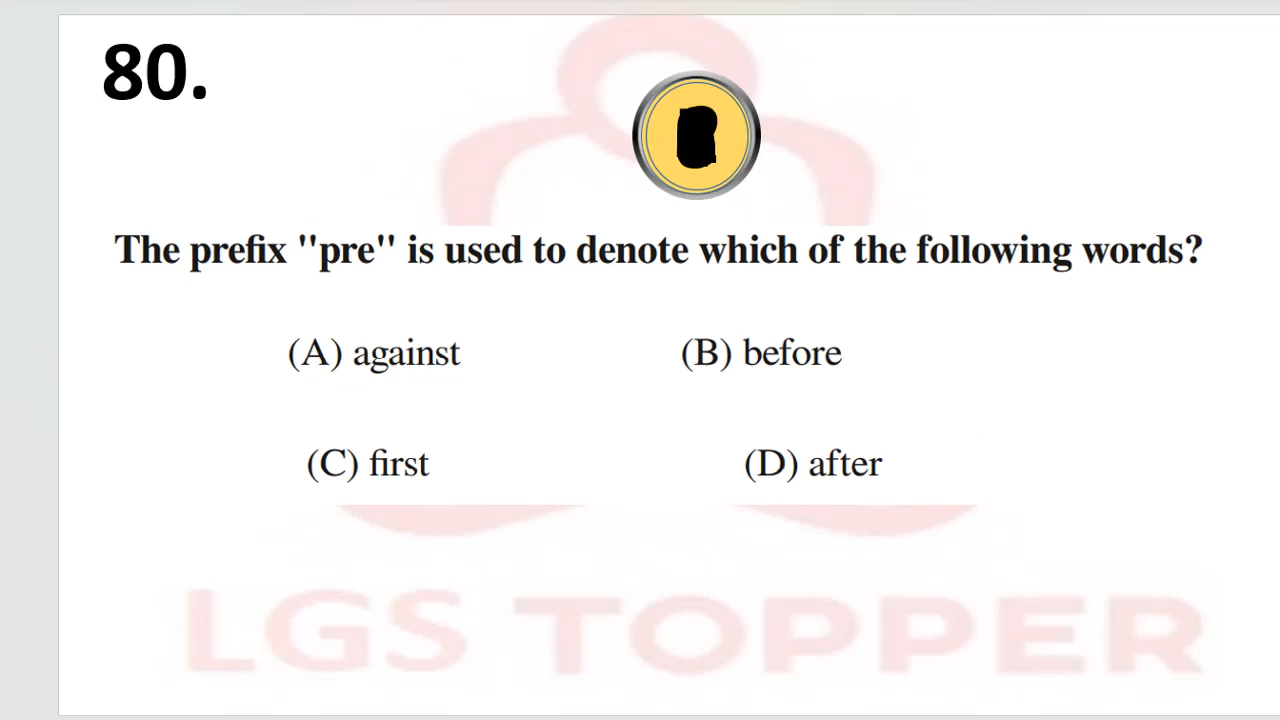 80.
The prefix "pre" is used to denote which of the following words?
(A) against (B) before
(C) first (D) after
LGS TOPPER